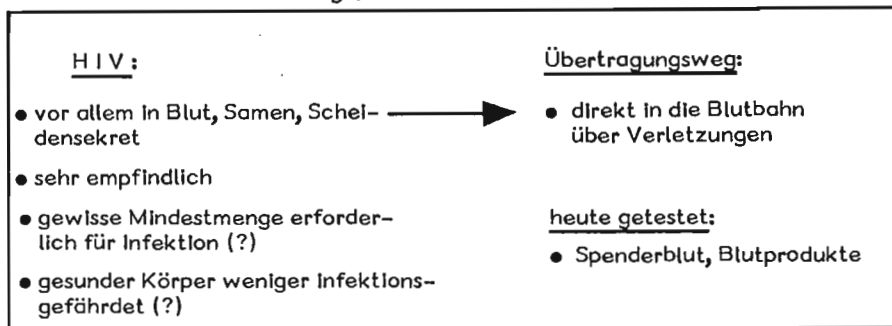 H I V :
• vor allem in Blut, Samen, Schei-
densekret
• sehr empfindlich
• gewisse Mindestmenge erforder-
lich für Infektion (?)
• gesunder Körper weniger infektions-
gefährdet (?)
Übertragungsweg:
• direkt in die Blutbahn
über Verletzungen
heute getestet:
• Spenderblut, Blutprodukte